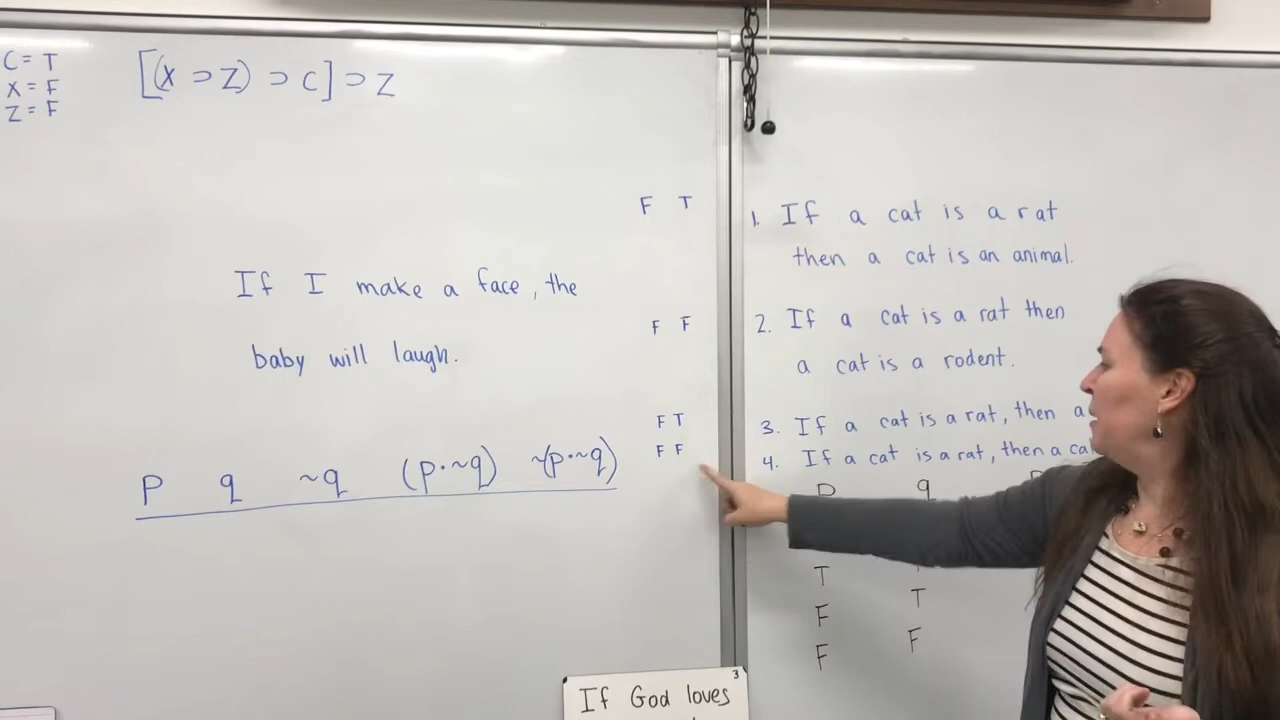 C = T
X = F
Z = F
[(X ⊃ Z) ⊃ C] ⊃ Z
If I make a face, the
baby will laugh.
P q ~q (p·~q) ~(p·~q)
F T
F F
F T
F F
1. If a cat is a rat
then a cat is an animal.
2. If a cat is a rat then
a cat is a rodent.
3. If a cat is a rat, then a
4. If a cat is a rat, then a cat
P q
T
F T
F F
3
If God loves